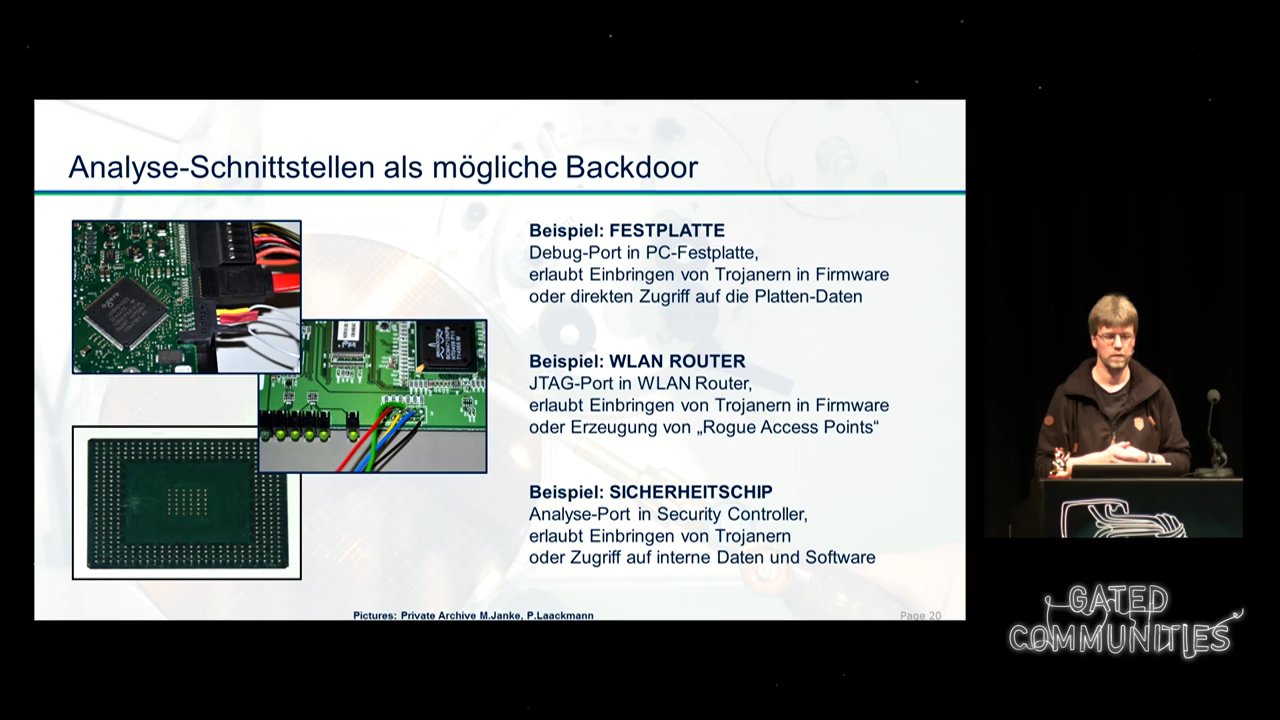 Analyse-Schnittstellen als mögliche Backdoor
Beispiel: FESTPLATTE
Debug-Port in PC-Festplatte,
erlaubt Einbringen von Trojanern in Firmware
oder direkten Zugriff auf die Platten-Daten
Beispiel: WLAN ROUTER
JTAG-Port in WLAN Router,
erlaubt Einbringen von Trojanern in Firmware
oder Erzeugung von „Rogue Access Points“
Beispiel: SICHERHEITSCHIP
Analyse-Port in Security Controller,
erlaubt Einbringen von Trojanern
oder Zugriff auf interne Daten und Software
Pictures: Private Archive M.Janke, P.Laackmann
Page 20
GATED
COMMUNITIES